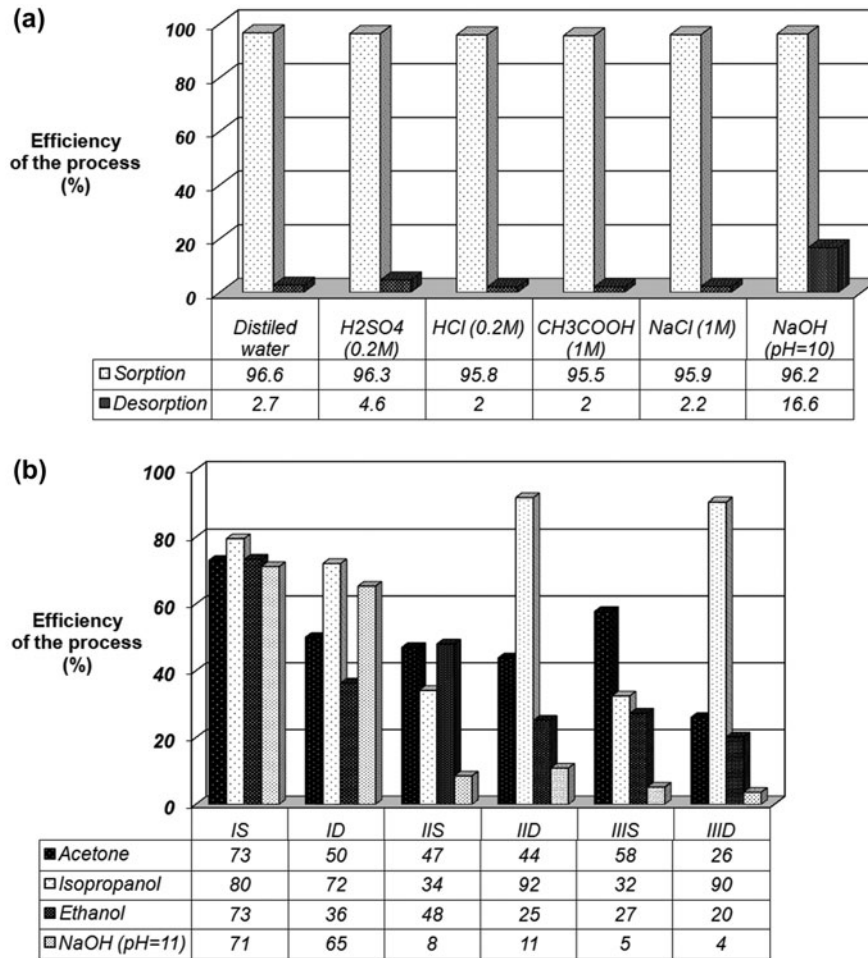 (a)
100
80
60
40
20
0
Efficiency
of the process
(%)
Distiled water H2SO4 (0.2M) HCl (0.2M) CH3COOH (1M) NaCl (1M) NaOH (pH=10)
Sorption 96.6 96.3 95.8 95.5 95.9 96.2
Desorption 2.7 4.6 2 2 2.2 16.6
(b)
100
80
60
40
20
0
Efficiency
of the process
(%)
IS ID IIS IID IIIS IIID
Acetone 73 50 47 44 58 26
Isopropanol 80 72 34 92 32 90
Ethanol 73 36 48 25 27 20
NaOH (pH=11) 71 65 8 11 5 4